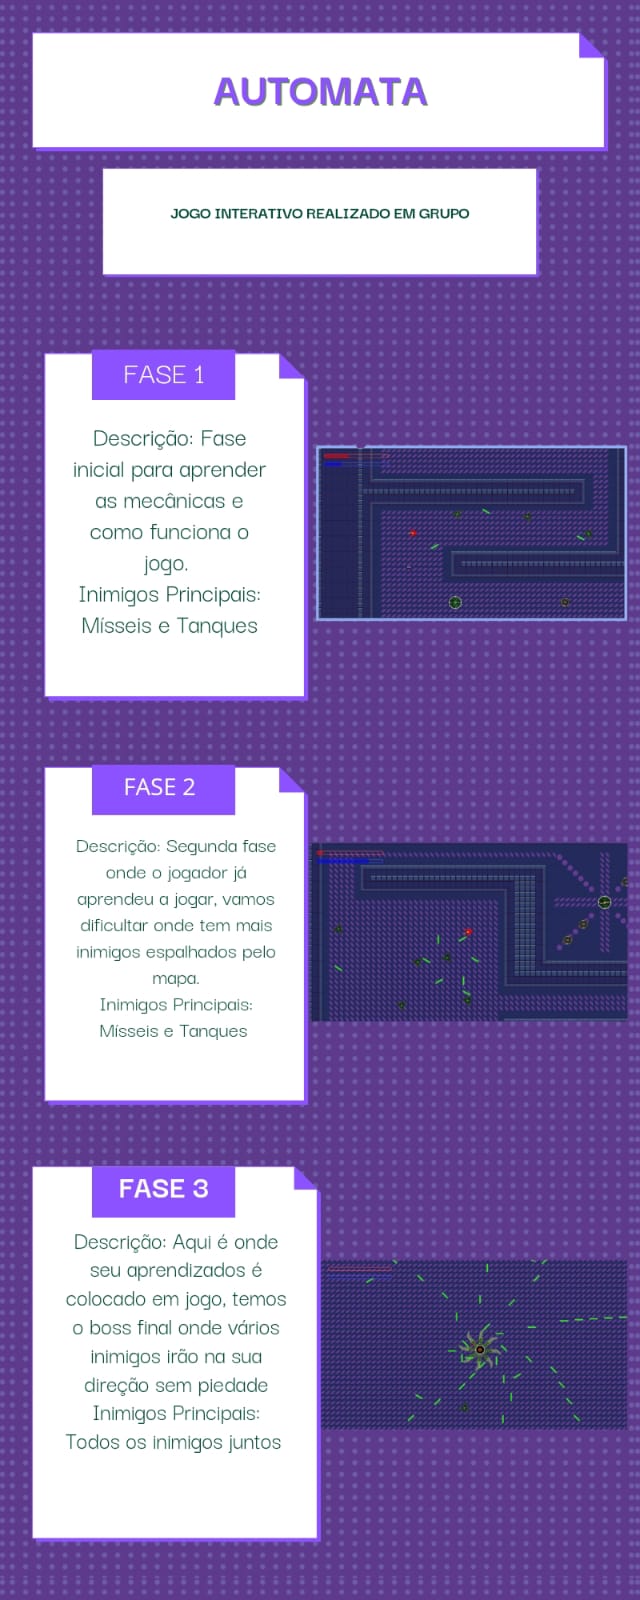 AUTOMATA
JOGO INTERATIVO REALIZADO EM GRUPO
FASE 1
Descrição: Fase
inicial para aprender
as mecânicas e
como funciona o
jogo.
Inimigos Principais:
Mísseis e Tanques
FASE 2
Descrição: Segunda fase
onde o jogador já
aprendeu a jogar, vamos
dificultar onde tem mais
inimigos espalhados pelo
mapa.
Inimigos Principais:
Mísseis e Tanques
FASE 3
Descrição: Aqui é onde
seu aprendizados é
colocado em jogo, temos
o boss final onde vários
inimigos irão na sua
direção sem piedade
Inimigos Principais:
Todos os inimigos juntos